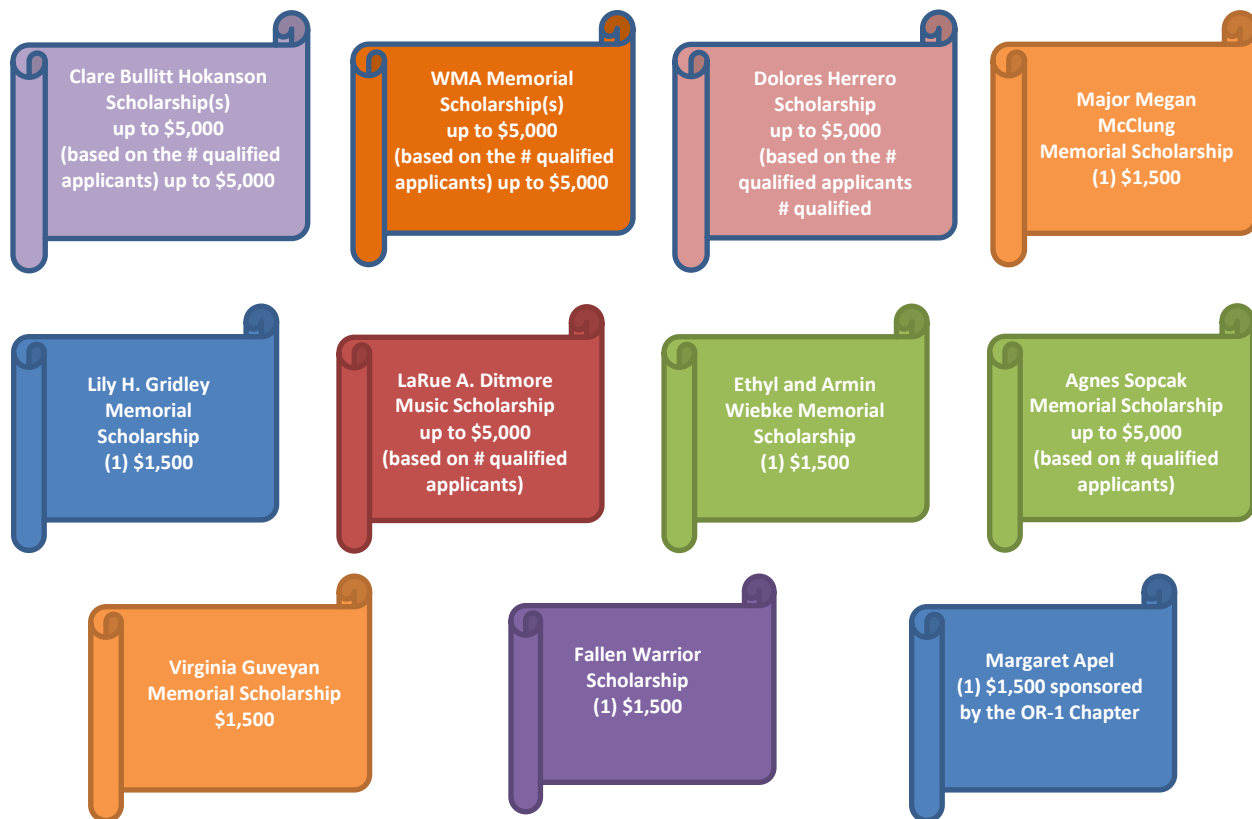 Clare Bullitt Hokanson
Scholarship(s)
up to $5,000
(based on the # qualified
applicants) up to $5,000
WMA Memorial
Scholarship(s)
up to $5,000
(based on the # qualified
applicants) up to $5,000
Dolores Herrero
Scholarship
up to $5,000
(based on the #
qualified applicants
# qualified
Major Megan
McClung
Memorial Scholarship
(1) $1,500
Lily H. Gridley
Memorial
Scholarship
(1) $1,500
LaRue A. Ditmore
Music Scholarship
up to $5,000
(based on # qualified
applicants)
Ethyl and Armin
Wiebke Memorial
Scholarship
(1) $1,500
Agnes Sopcak
Memorial Scholarship
up to $5,000
(based on # qualified
applicants)
Virginia Guveyan
Memorial Scholarship
$1,500
Fallen Warrior
Scholarship
(1) $1,500
Margaret Apel
(1) $1,500 sponsored
by the OR-1 Chapter